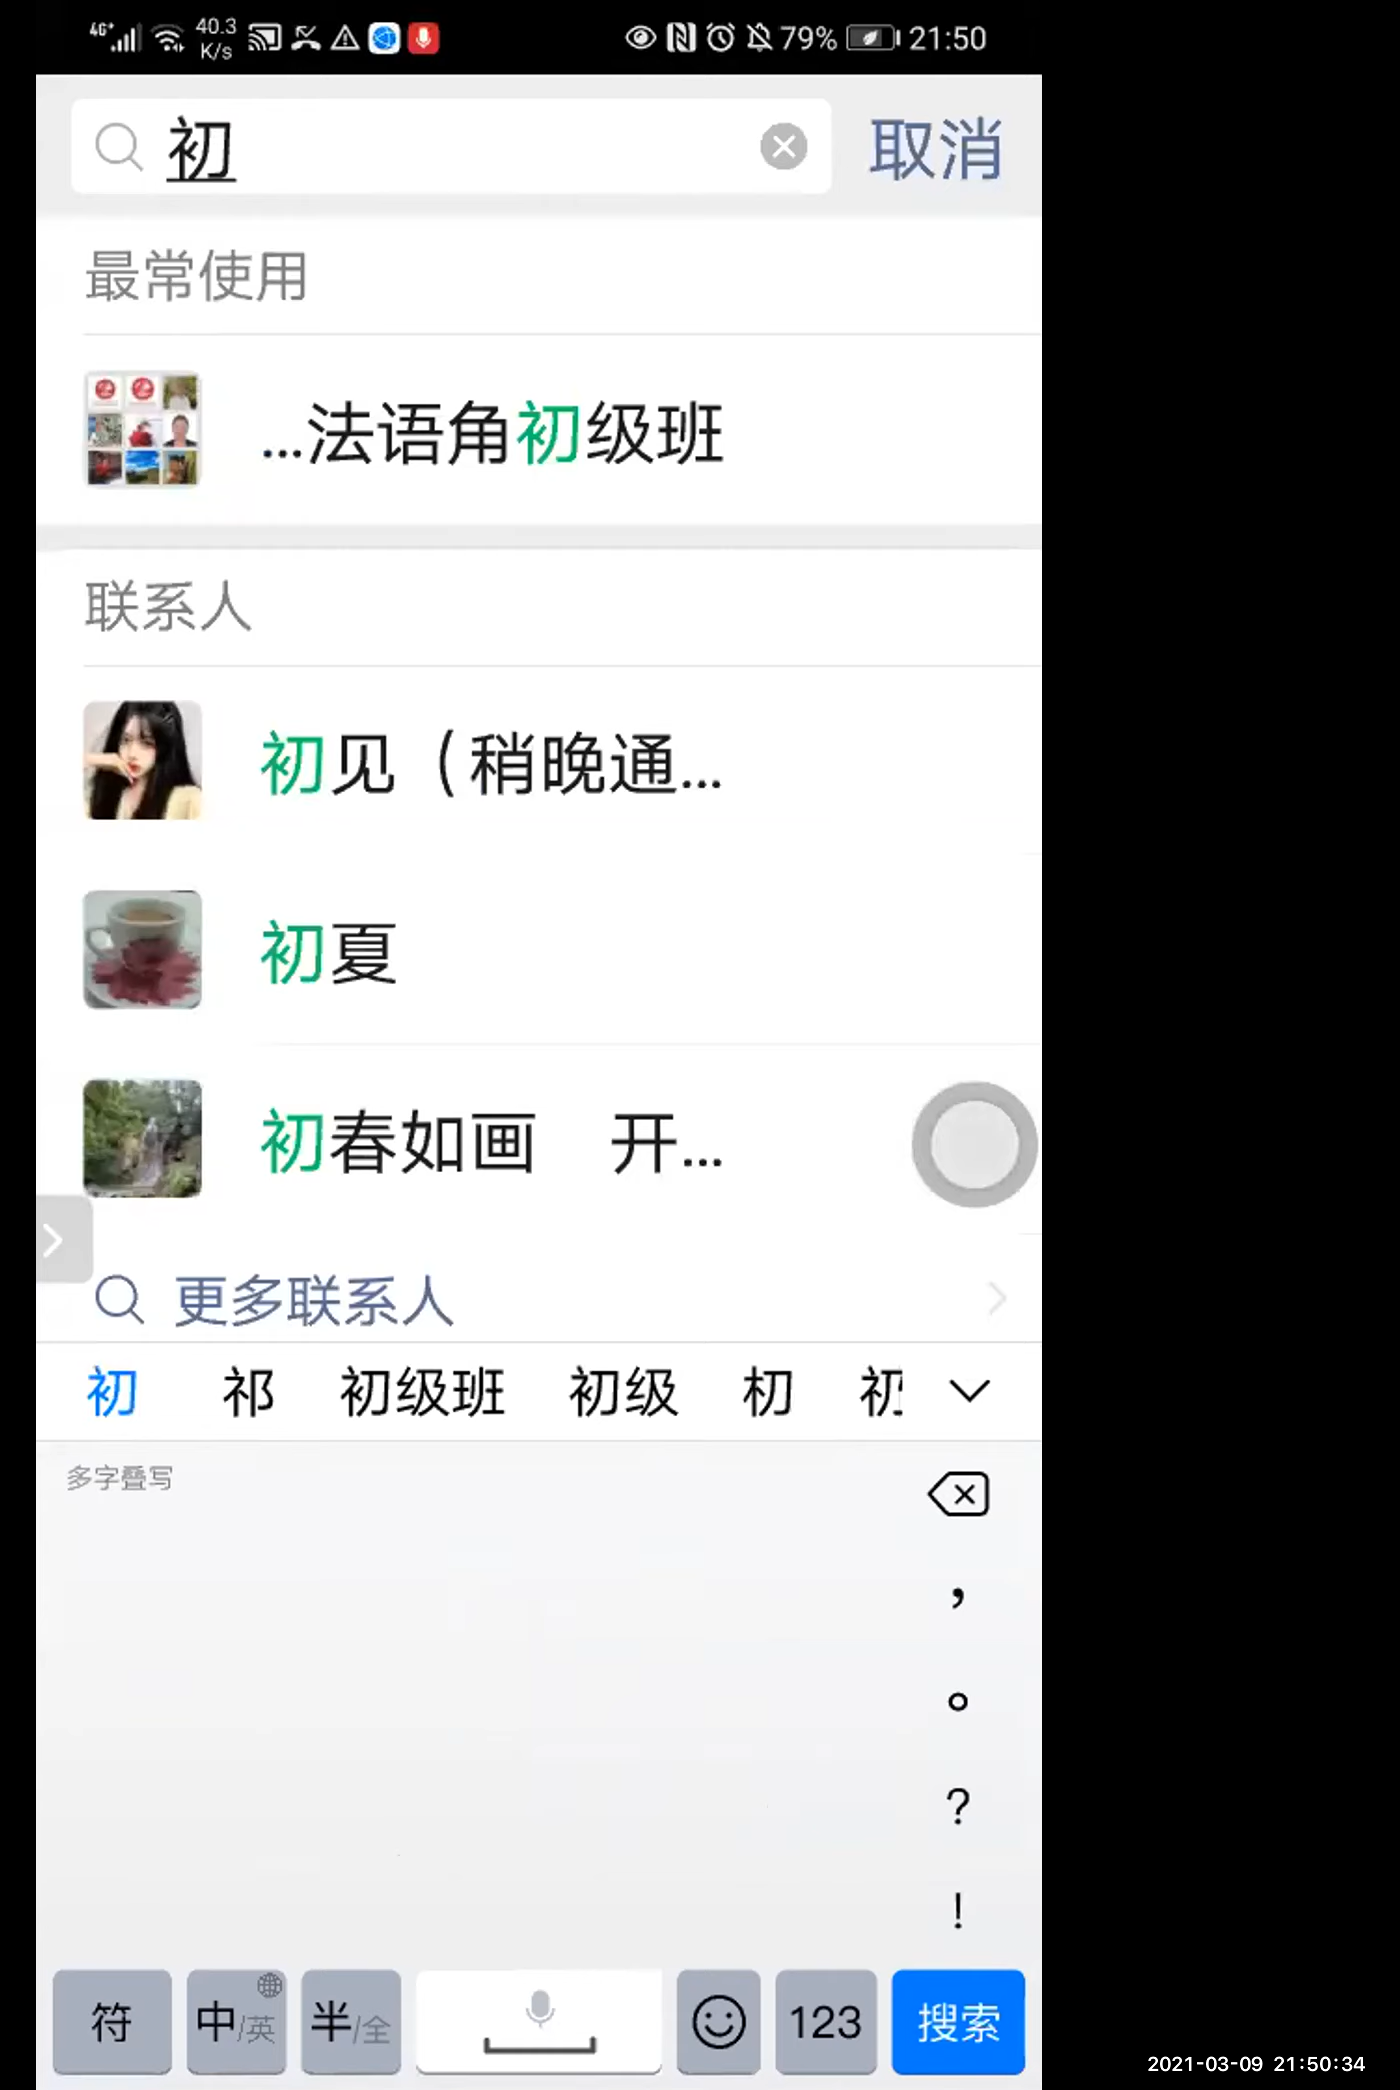 4G+ 40.3 K/s 79% 21:50
初 取消
最常使用
...法语角初级班
联系人
初见（稍晚通...
初夏
初春如画 开...
更多联系人
初 祁 初级班 初级 朷
多字叠写
，
。
?
!
符 中/英 半/全 123 搜索
2021-03-09 21:50:34